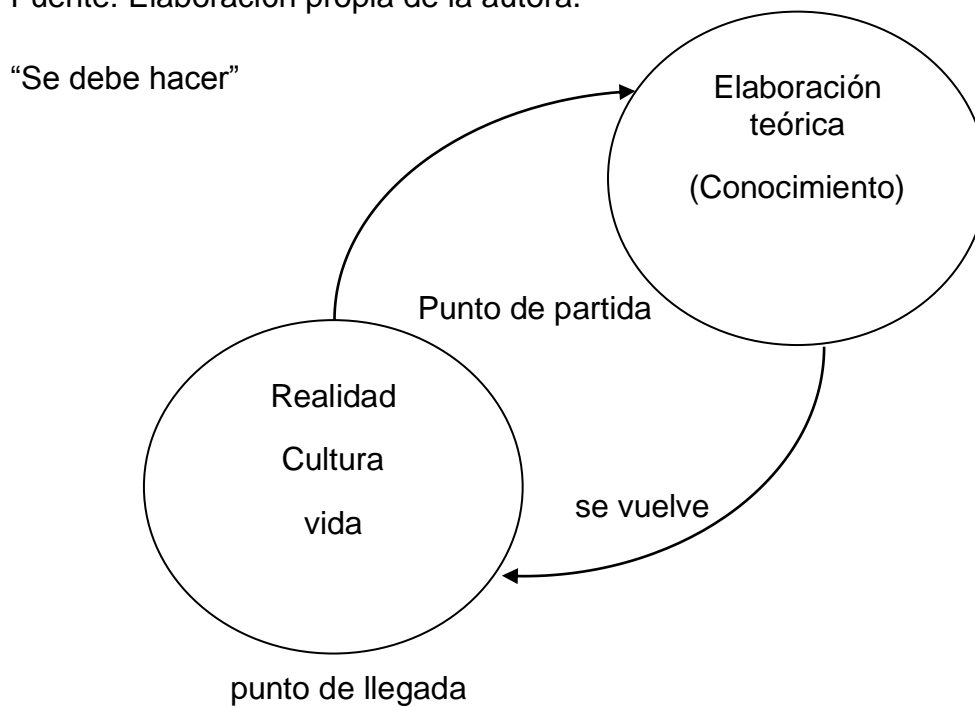 Fuente: Elaboración propia de la autora.
“Se debe hacer”
Elaboración
teórica
(Conocimiento)
Punto de partida
Realidad
Cultura
vida
se vuelve
punto de llegada